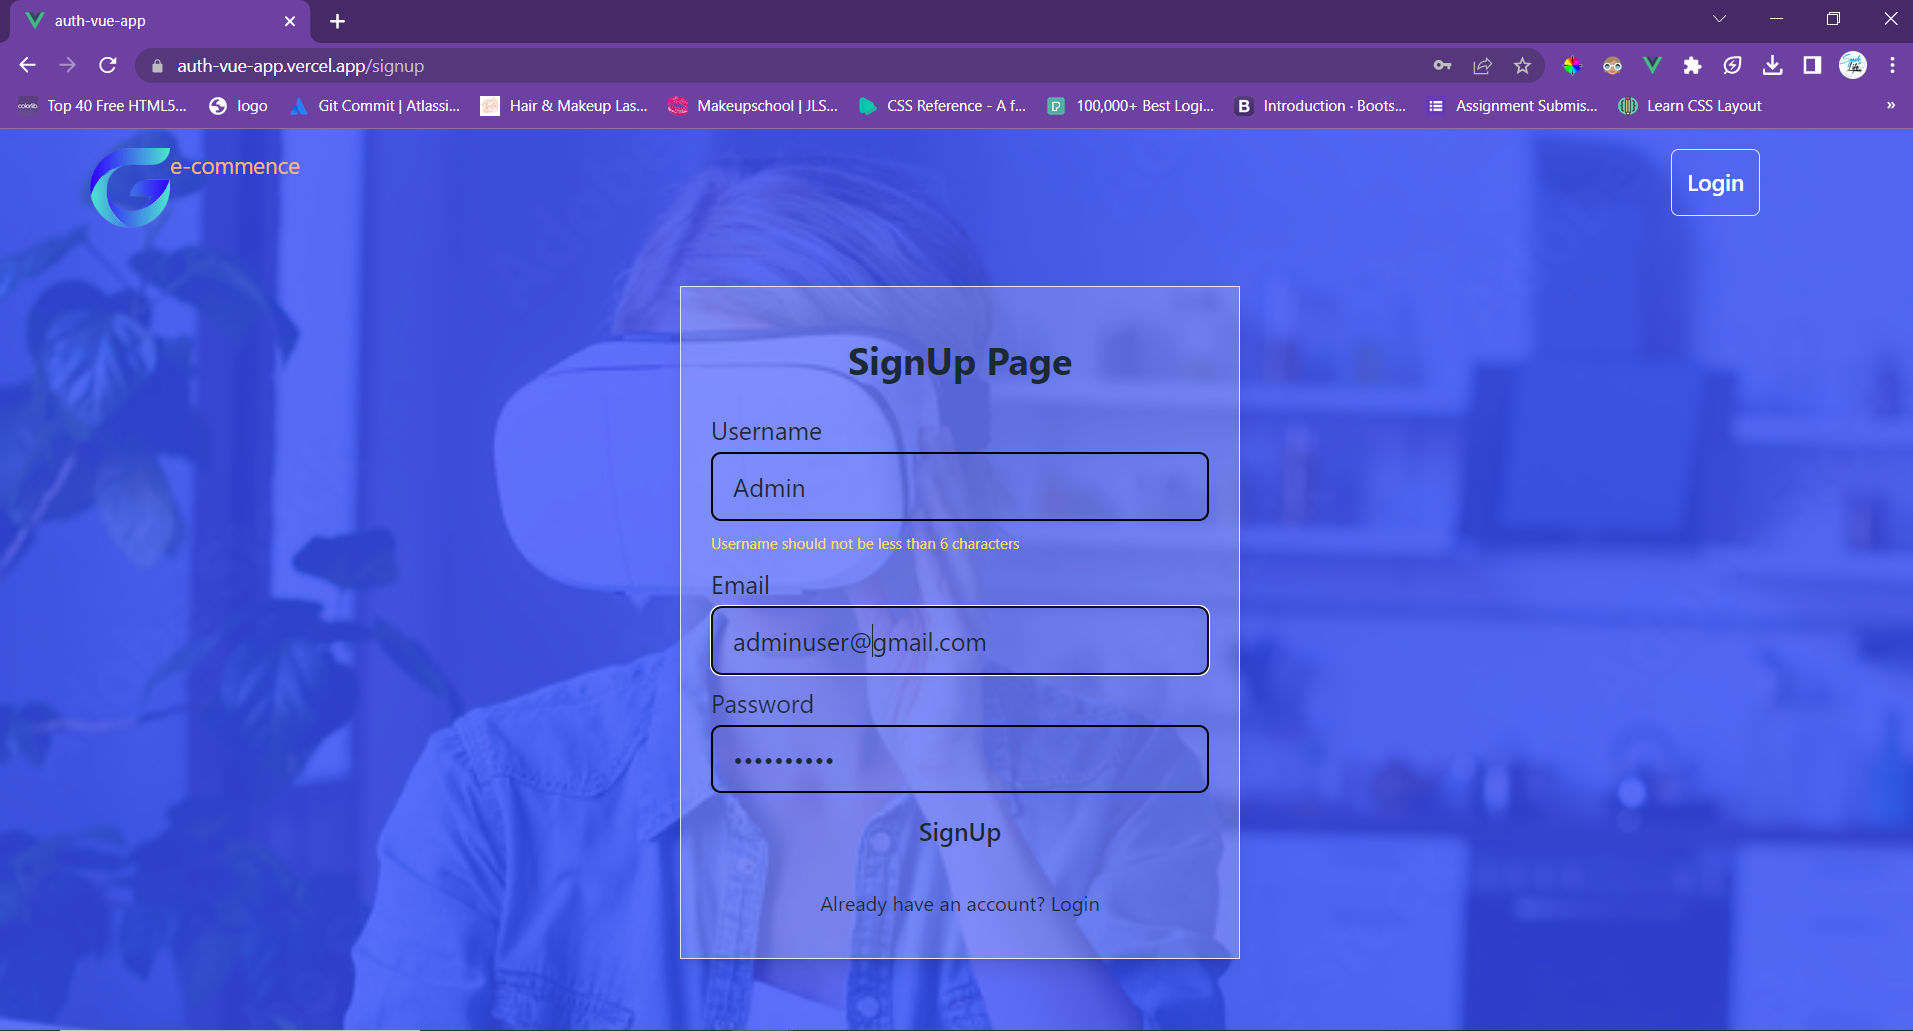 auth-vue-app
auth-vue-app.vercel.app/signup
colorlib. Top 40 Free HTML5... logo Git Commit | Atlassi... Hair & Makeup Las... Makeupschool | JLS... CSS Reference - A f... 100,000+ Best Logi... B Introduction · Boots... Assignment Submis... Learn CSS Layout »
e-commence
Login
SignUp Page
Username
Admin
Username should not be less than 6 characters
Email
adminuser@gmail.com
Password
••••••••••
SignUp
Already have an account? Login